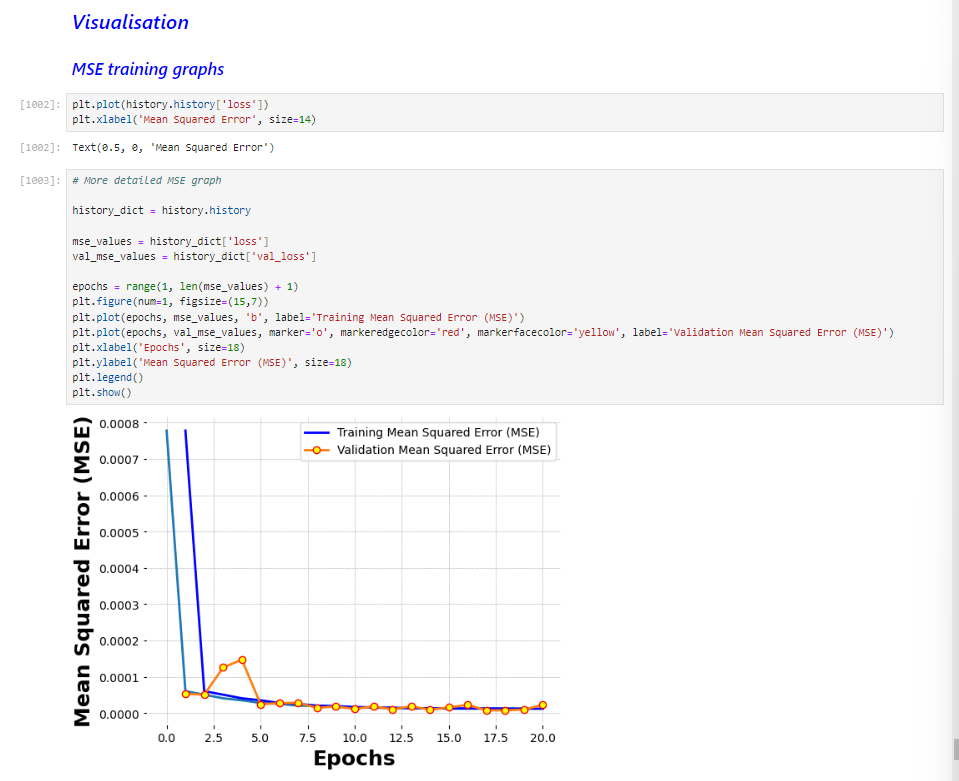 Visualisation
MSE training graphs
[1002]: plt.plot(history.history['loss'])
plt.xlabel('Mean Squared Error', size=14)
[1002]: Text(0.5, 0, 'Mean Squared Error')
[1003]: # More detailed MSE graph
history_dict = history.history
mse_values = history_dict['loss']
val_mse_values = history_dict['val_loss']
epochs = range(1, len(mse_values) + 1)
plt.figure(num=1, figsize=(15,7))
plt.plot(epochs, mse_values, 'b', label='Training Mean Squared Error (MSE)')
plt.plot(epochs, val_mse_values, marker='o', markeredgecolor='red', markerfacecolor='yellow', label='Validation Mean Squared Error (MSE)')
plt.xlabel('Epochs', size=18)
plt.ylabel('Mean Squared Error (MSE)', size=18)
plt.legend()
plt.show()
Mean Squared Error (MSE)
0.0008
0.0007
0.0006
0.0005
0.0004
0.0003
0.0002
0.0001
0.0000
Training Mean Squared Error (MSE)
Validation Mean Squared Error (MSE)
0.0 2.5 5.0 7.5 10.0 12.5 15.0 17.5 20.0
Epochs